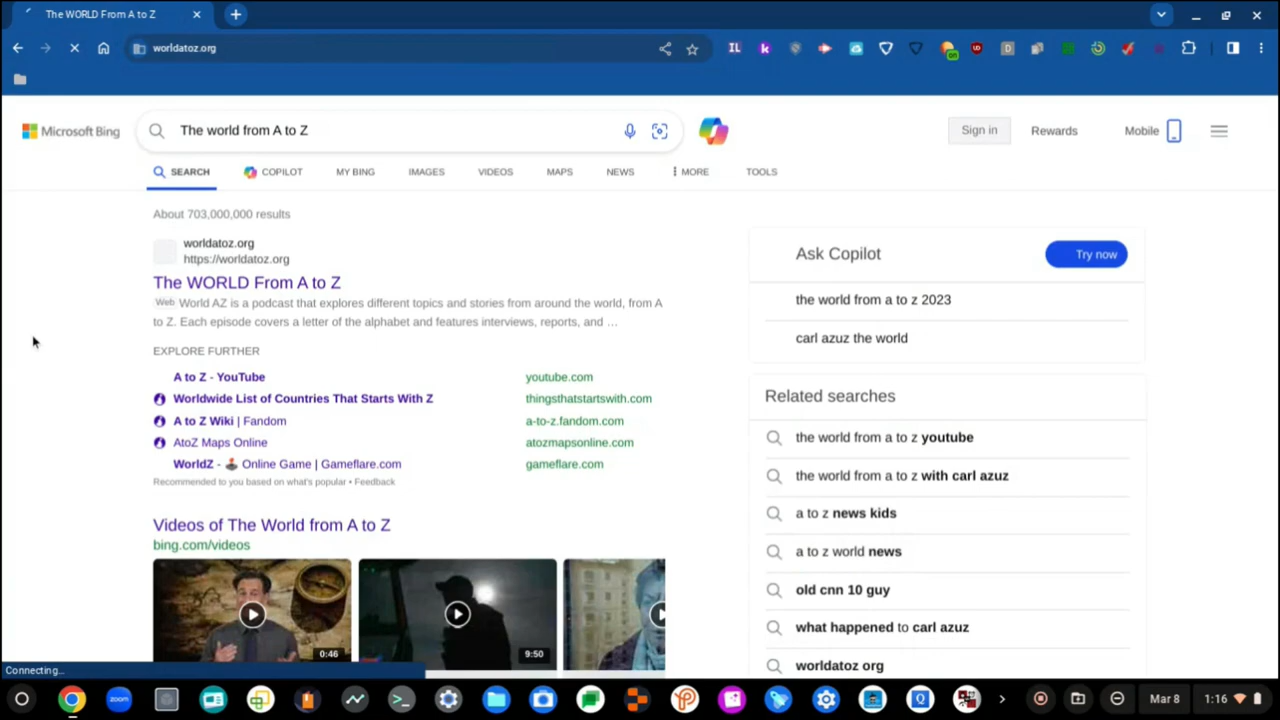 The WORLD From A to Z
worldatoz.org
Microsoft Bing
The world from A to Z
Sign in
Rewards
Mobile
SEARCH
COPILOT
MY BING
IMAGES
VIDEOS
MAPS
NEWS
MORE
TOOLS
About 703,000,000 results
worldatoz.org
https://worldatoz.org
The WORLD From A to Z
Web World AZ is a podcast that explores different topics and stories from around the world, from A
to Z. Each episode covers a letter of the alphabet and features interviews, reports, and ...
EXPLORE FURTHER
A to Z - YouTube youtube.com
Worldwide List of Countries That Starts With Z thingsthatstartswith.com
A to Z Wiki | Fandom a-to-z.fandom.com
AtoZ Maps Online atozmapsonline.com
WorldZ - 🕹️ Online Game | Gameflare.com gameflare.com
Recommended to you based on what's popular • Feedback
Videos of The World from A to Z
bing.com/videos
0:46
9:50
Ask Copilot
Try now
the world from a to z 2023
carl azuz the world
Related searches
the world from a to z youtube
the world from a to z with carl azuz
a to z news kids
a to z world news
old cnn 10 guy
what happened to carl azuz
worldatoz org
Connecting...
zoom
Mar 8
1:16